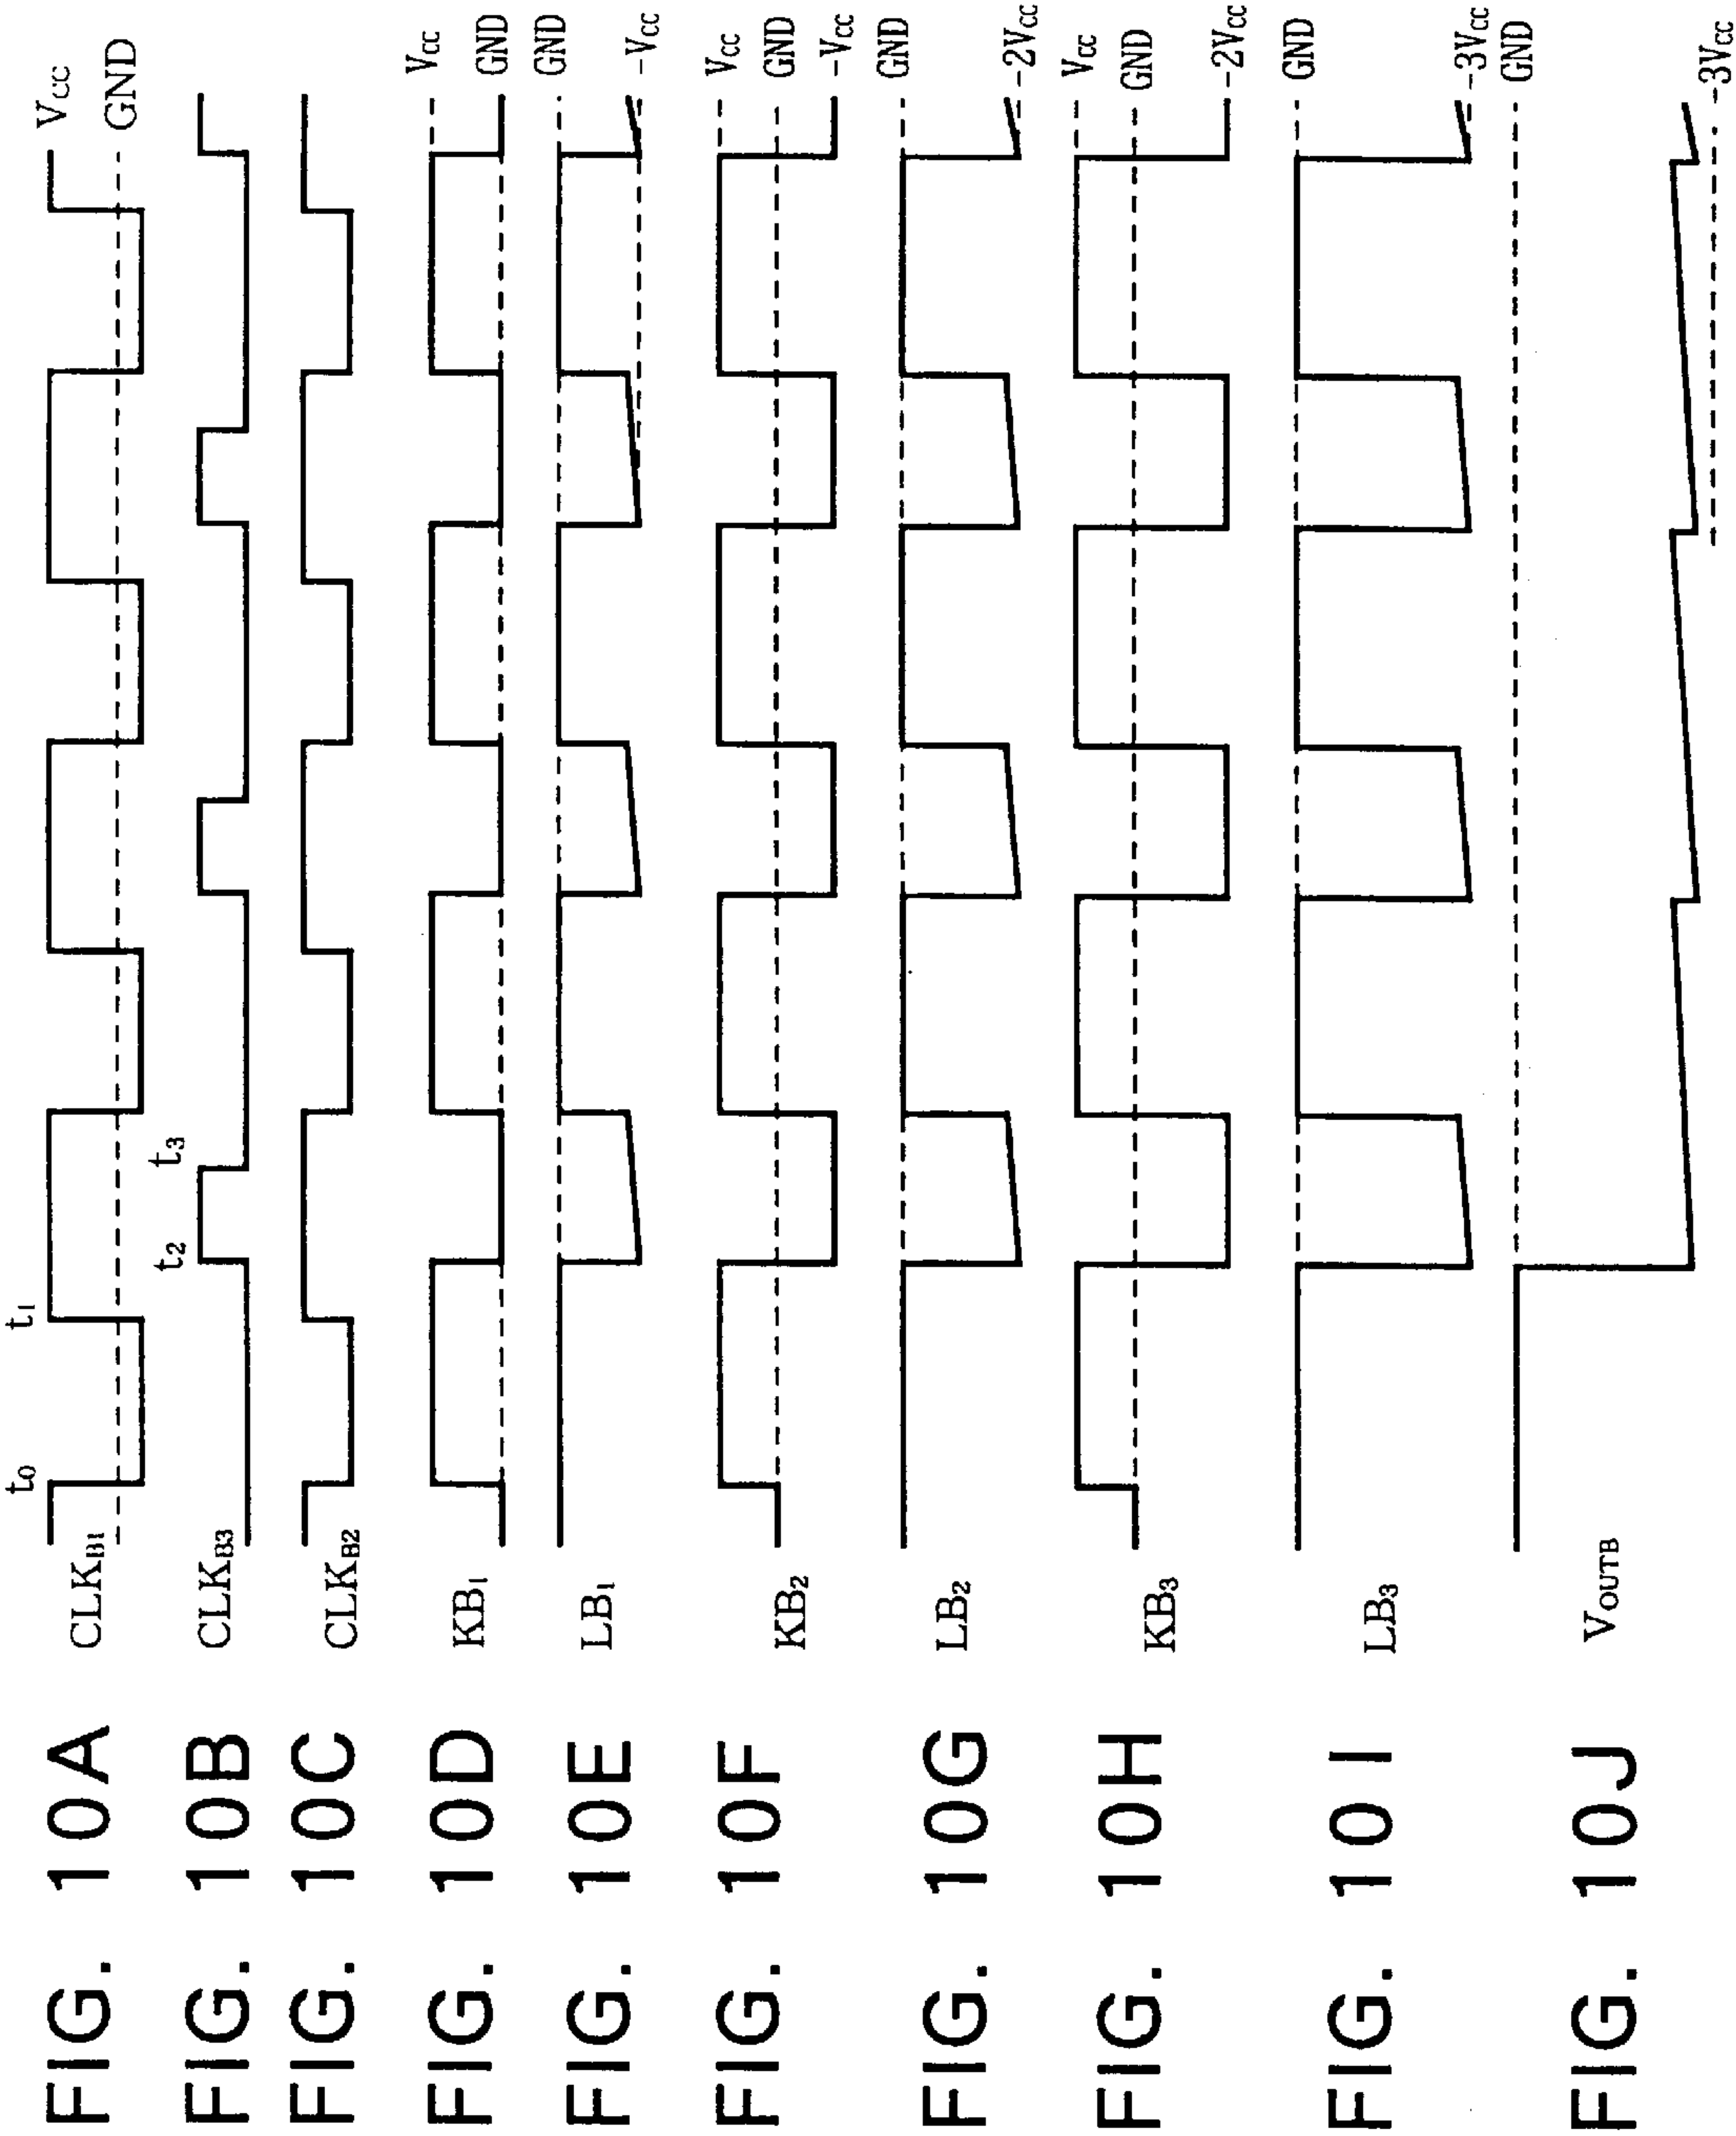 FIG. 10A CLKB1 t0 t1 VCC GND
FIG. 10B CLKB3 t2 t3
FIG. 10C CLKB2
FIG. 10D KB1 VCC GND
FIG. 10E LB1 GND -VCC
FIG. 10F KB2 VCC GND -VCC
FIG. 10G LB2 GND -2VCC
FIG. 10H KB3 VCC GND -2VCC
FIG. 10I LB3 GND -3VCC
FIG. 10J VOUTB GND -3VCC